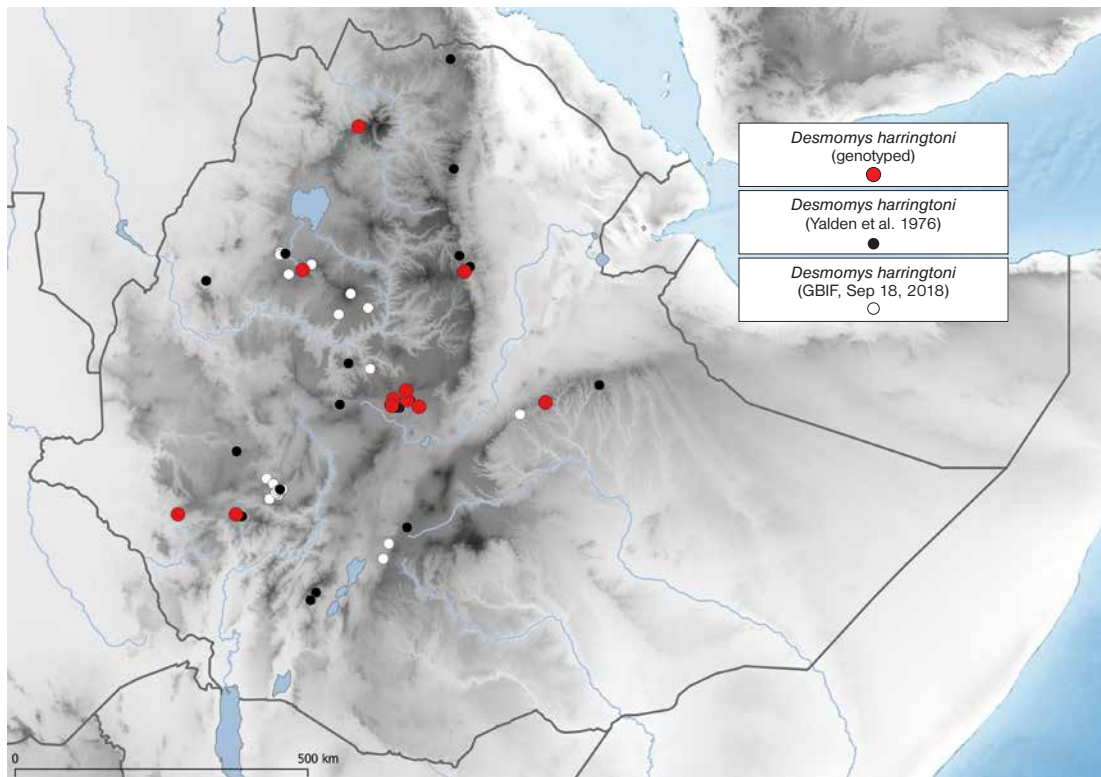 Desmomys harringtoni
(genotyped)
Desmomys harringtoni
(Yalden et al. 1976)
Desmomys harringtoni
(GBIF, Sep 18, 2018)
0 500 km